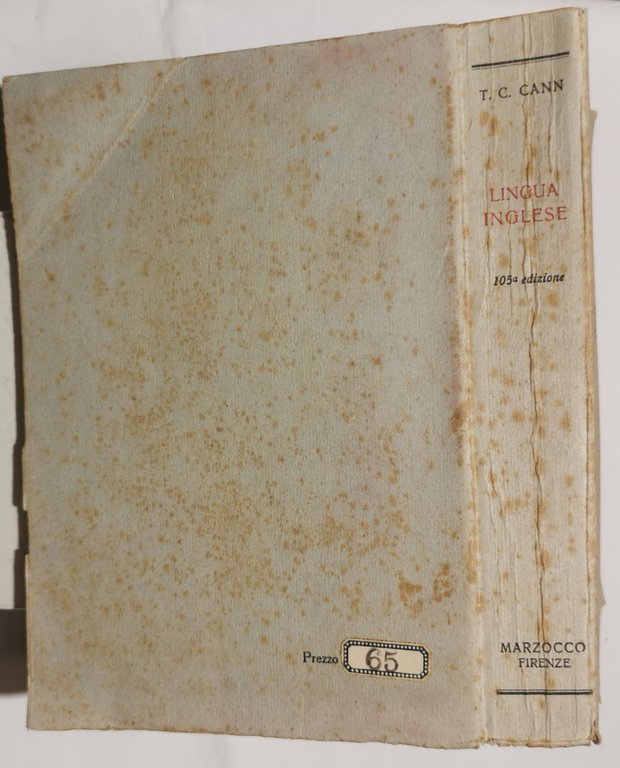 T. C. CANN
LINGUA
INGLESE
105ª edizione
MARZOCCO
FIRENZE
Prezzo 65